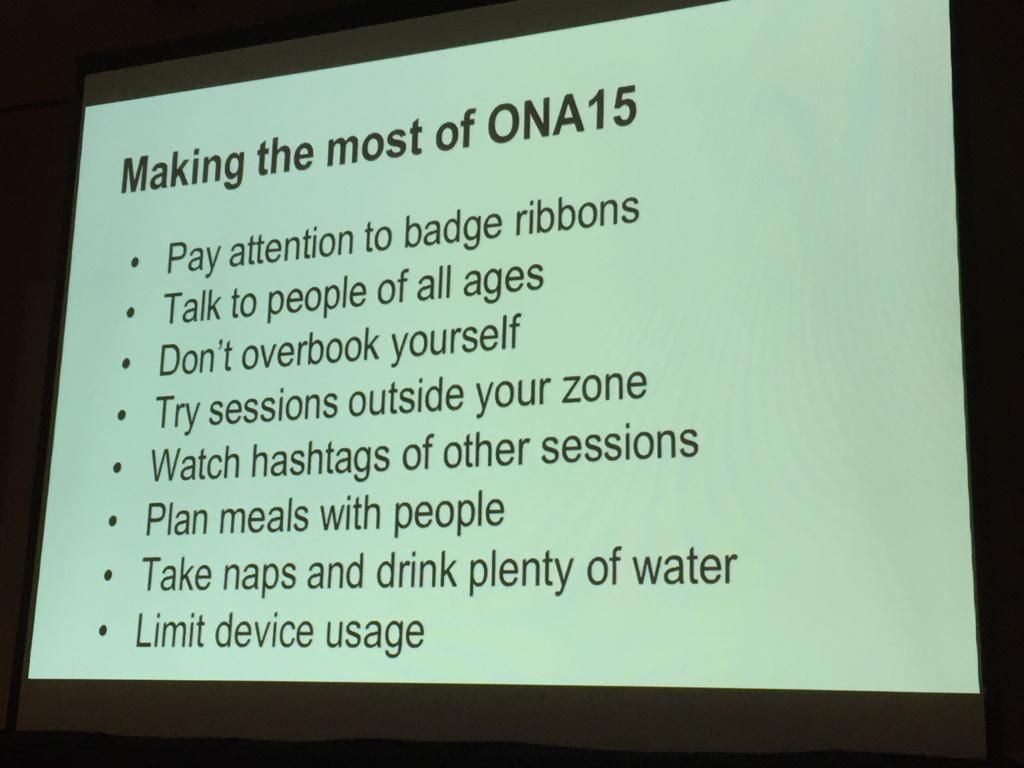 Making the most of ONA15
• Pay attention to badge ribbons
• Talk to people of all ages
• Don't overbook yourself
• Try sessions outside your zone
• Watch hashtags of other sessions
• Plan meals with people
• Take naps and drink plenty of water
• Limit device usage